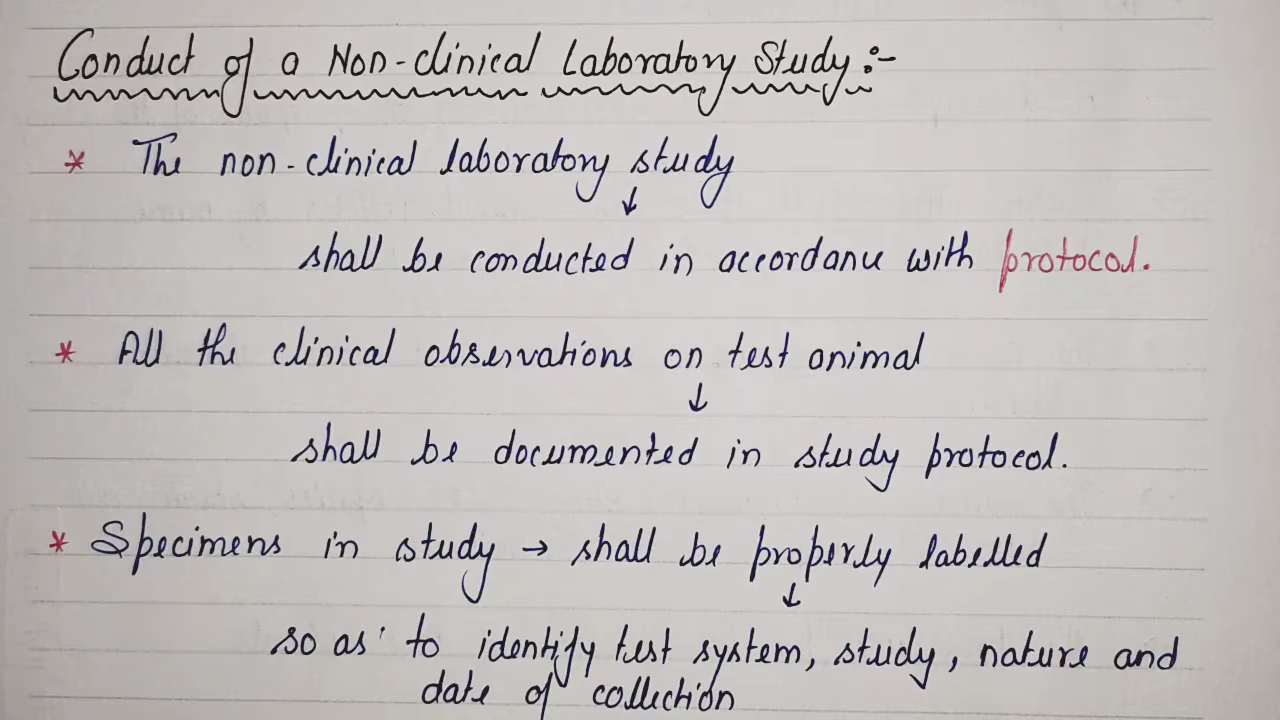 Conduct of a Non-clinical Laboratory Study:-
* The non-clinical laboratory study
↓
shall be conducted in accordance with protocol.
* All the clinical observations on test animal
↓
shall be documented in study protocol.
* Specimens in study → shall be properly labelled
↓
so as to identify test system, study, nature and
date of collection